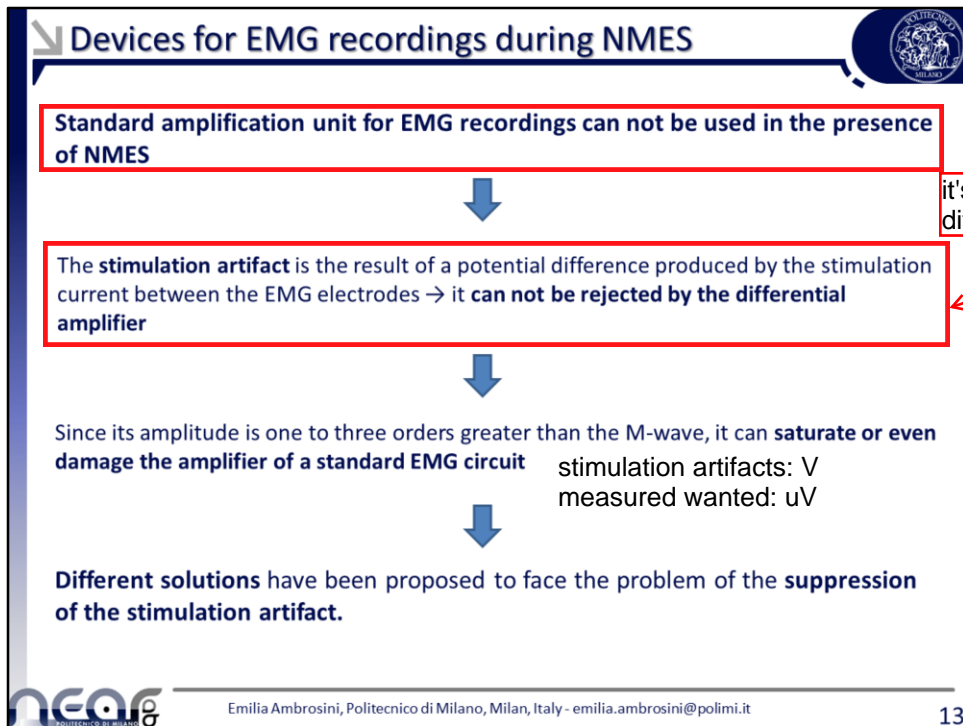 Devices for EMG recordings during NMES
POLITECNICO
MILANO
Standard amplification unit for EMG recordings can not be used in the presence
of NMES
it's
The stimulation artifact is the result of a potential difference produced by the stimulation
current between the EMG electrodes → it can not be rejected by the differential
amplifier
Since its amplitude is one to three orders greater than the M-wave, it can saturate or even
damage the amplifier of a standard EMG circuit
stimulation artifacts: V
measured wanted: uV
Different solutions have been proposed to face the problem of the suppression
of the stimulation artifact.
near
POLITECNICO DI MILANO
Emilia Ambrosini, Politecnico di Milano, Milan, Italy - emilia.ambrosini@polimi.it
13